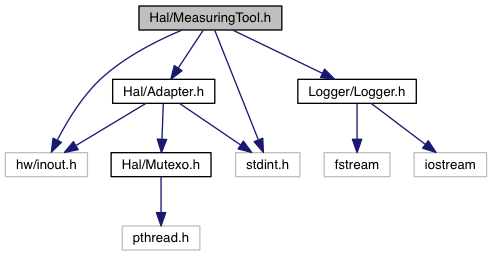 Hal/MeasuringTool.h
Hal/Adapter.h
Logger/Logger.h
hw/inout.h
Hal/Mutexo.h
stdint.h
fstream
iostream
pthread.h